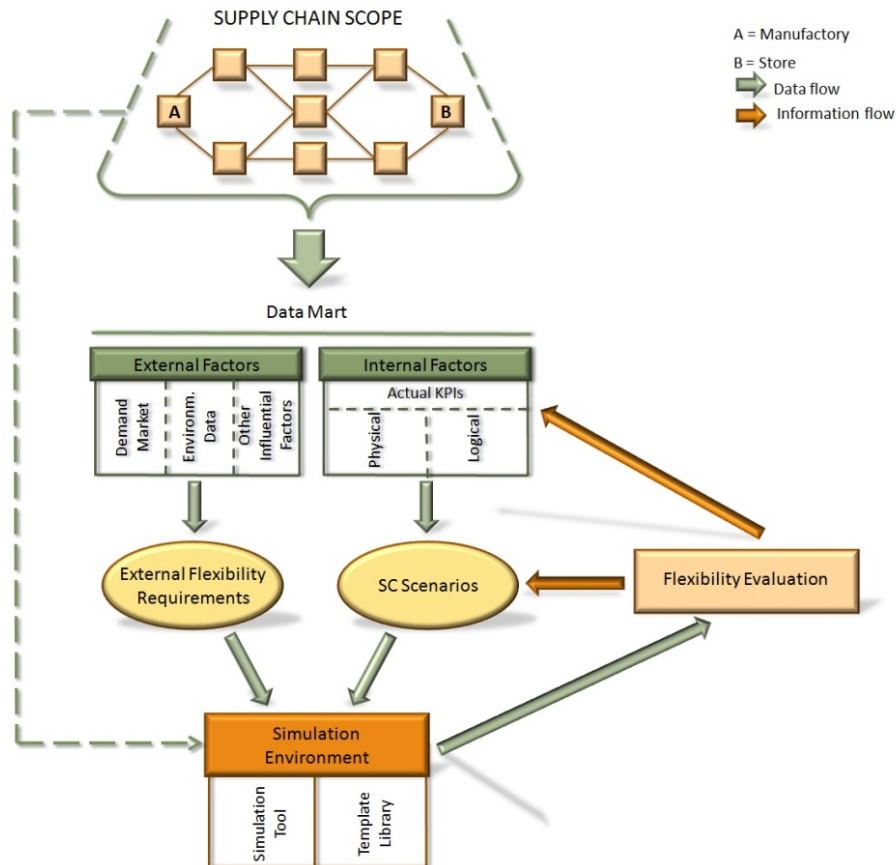 SUPPLY CHAIN SCOPE
A = Manufactory
B = Store
Data flow
Information flow
A
B
Data Mart
External Factors
Internal Factors
Demand
Market
Environm.
Data
Other
Influential
Factors
Actual KPIs
Physical
Logical
External Flexibility
Requirements
SC Scenarios
Flexibility Evaluation
Simulation
Environment
Simulation
Tool
Template
Library